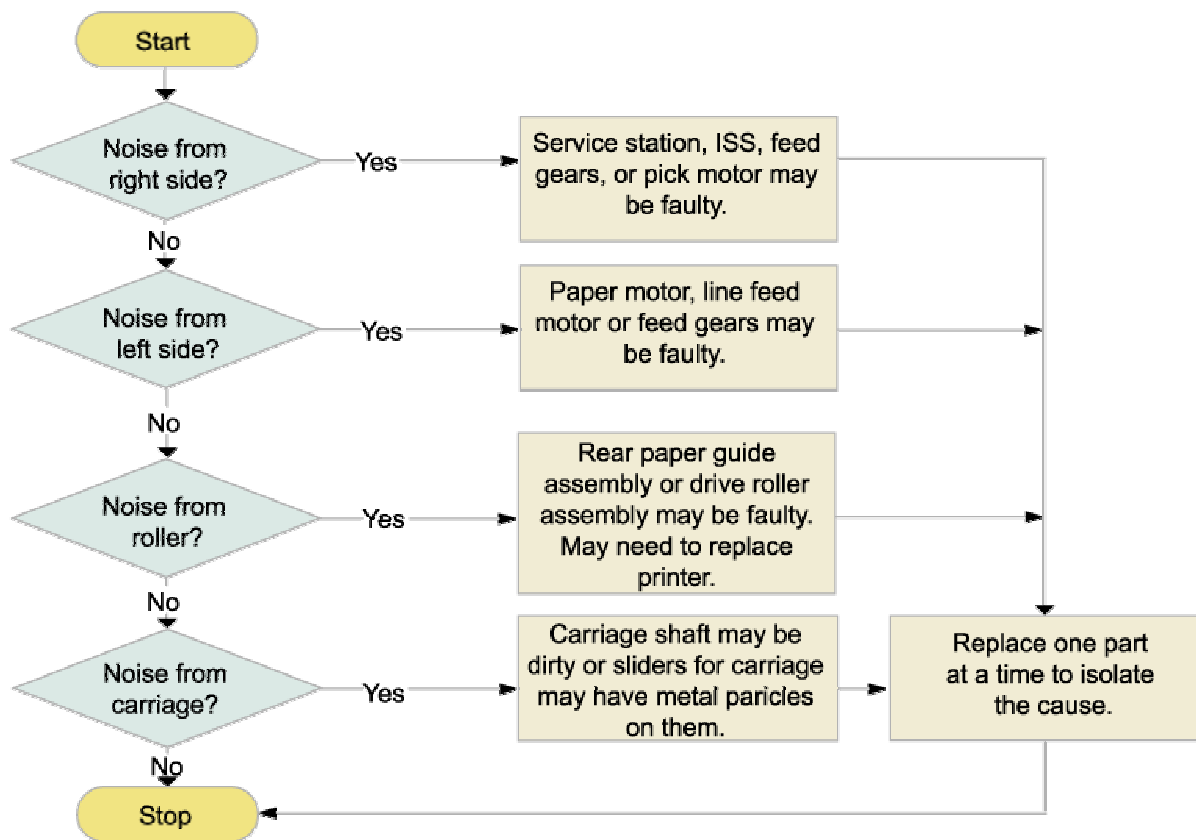 Start
Noise from
right side?
Yes
Service station, ISS, feed
gears, or pick motor may
be faulty.
No
Noise from
left side?
Yes
Paper motor, line feed
motor or feed gears may
be faulty.
No
Noise from
roller?
Yes
Rear paper guide
assembly or drive roller
assembly may be faulty.
May need to replace
printer.
No
Noise from
carriage?
Yes
Carriage shaft may be
dirty or sliders for carriage
may have metal paricles
on them.
Replace one part
at a time to isolate
the cause.
No
Stop